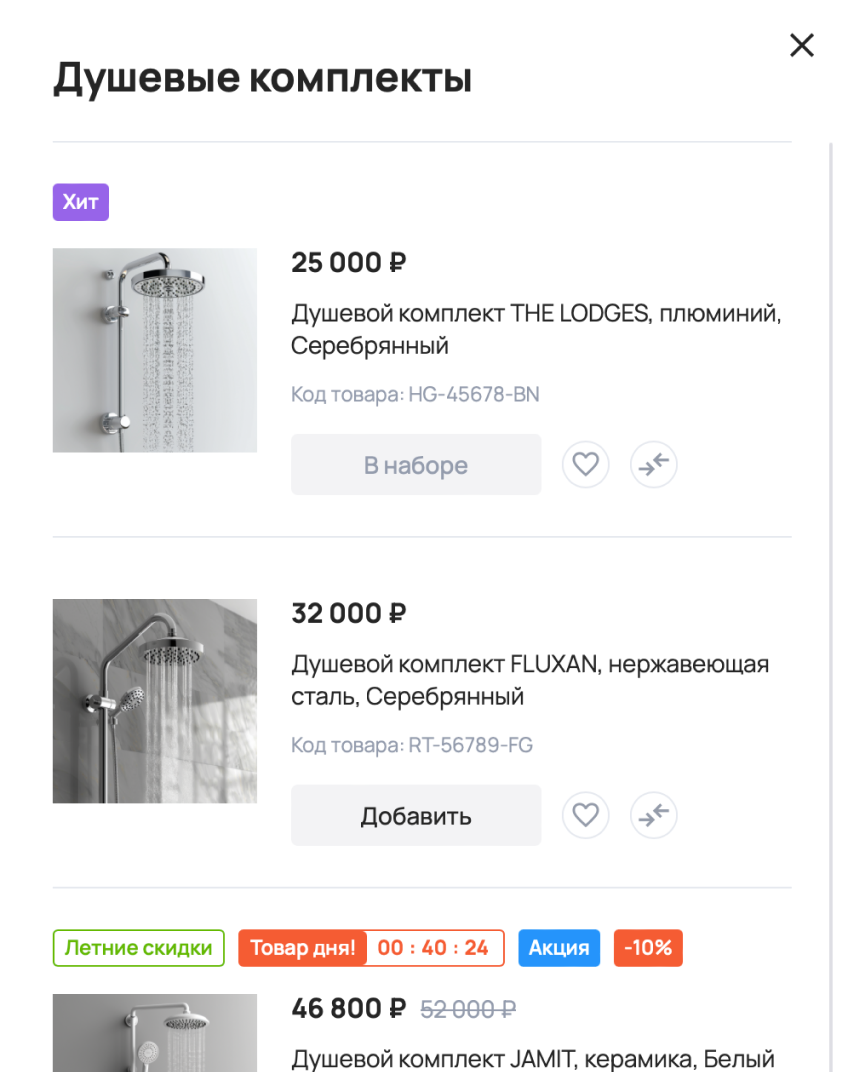 Душевые комплекты
Хит
25 000 ₽
Душевой комплект THE LODGES, плюминий,
Серебрянный
Код товара: HG-45678-BN
В наборе
32 000 ₽
Душевой комплект FLUXAN, нержавеющая
сталь, Серебрянный
Код товара: RT-56789-FG
Добавить
Летние скидки Товар дня! 00 : 40 : 24 Акция -10%
46 800 ₽ 52 000 ₽
Душевой комплект JAMIT, керамика, Белый